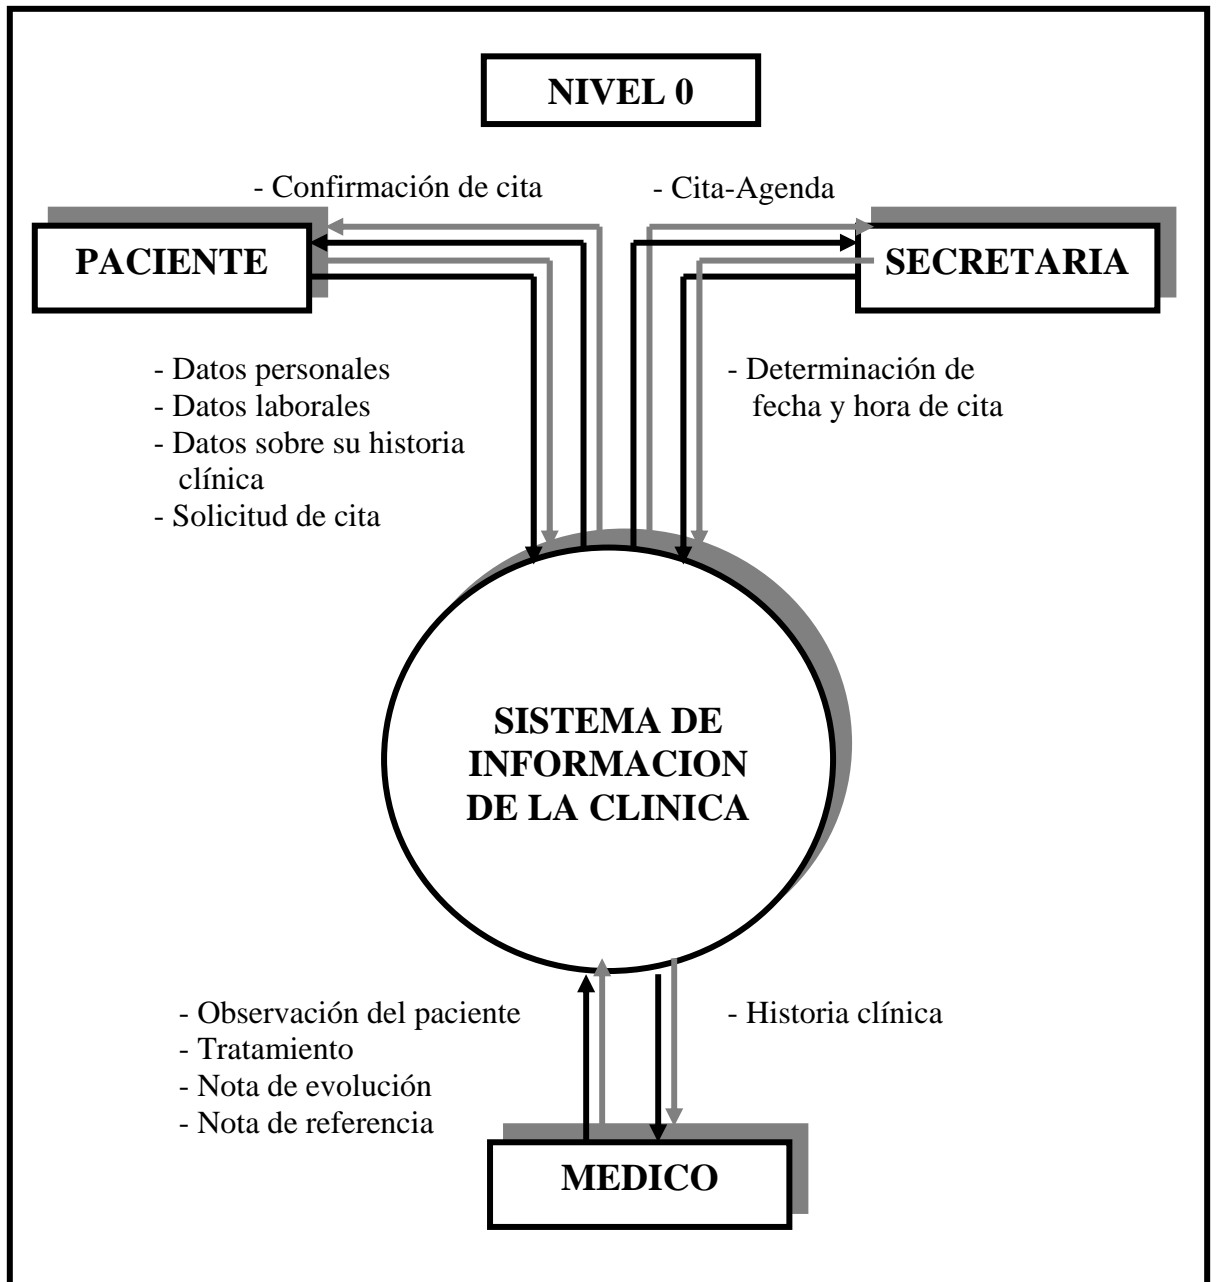 NIVEL 0
- Confirmación de cita
- Cita-Agenda
PACIENTE
SECRETARIA
- Datos personales
- Datos laborales
- Datos sobre su historia
clínica
- Solicitud de cita
- Determinación de
fecha y hora de cita
SISTEMA DE
INFORMACION
DE LA CLINICA
- Observación del paciente
- Tratamiento
- Nota de evolución
- Nota de referencia
- Historia clínica
MEDICO